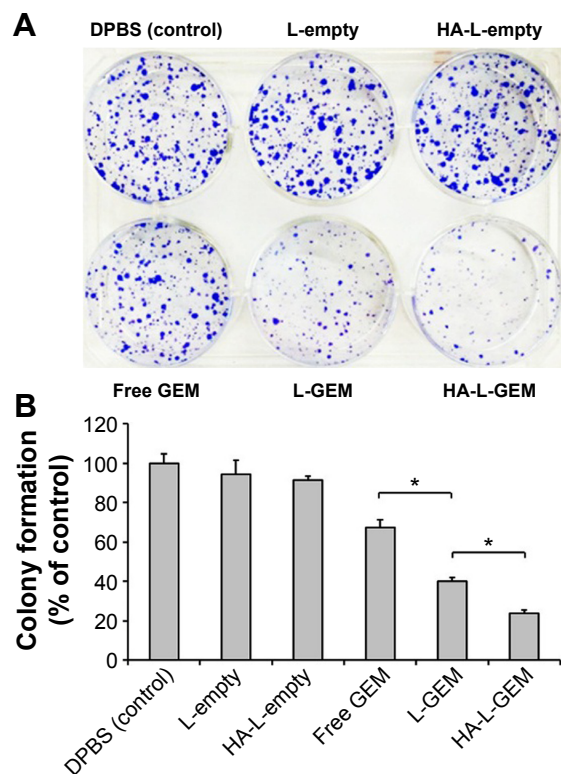 A
DPBS (control) L-empty HA-L-empty
Free GEM L-GEM HA-L-GEM
B
Colony formation
(% of control)
120
100
80
60
40
20
0
* 
*
DPBS (control) L-empty HA-L-empty Free GEM L-GEM HA-L-GEM